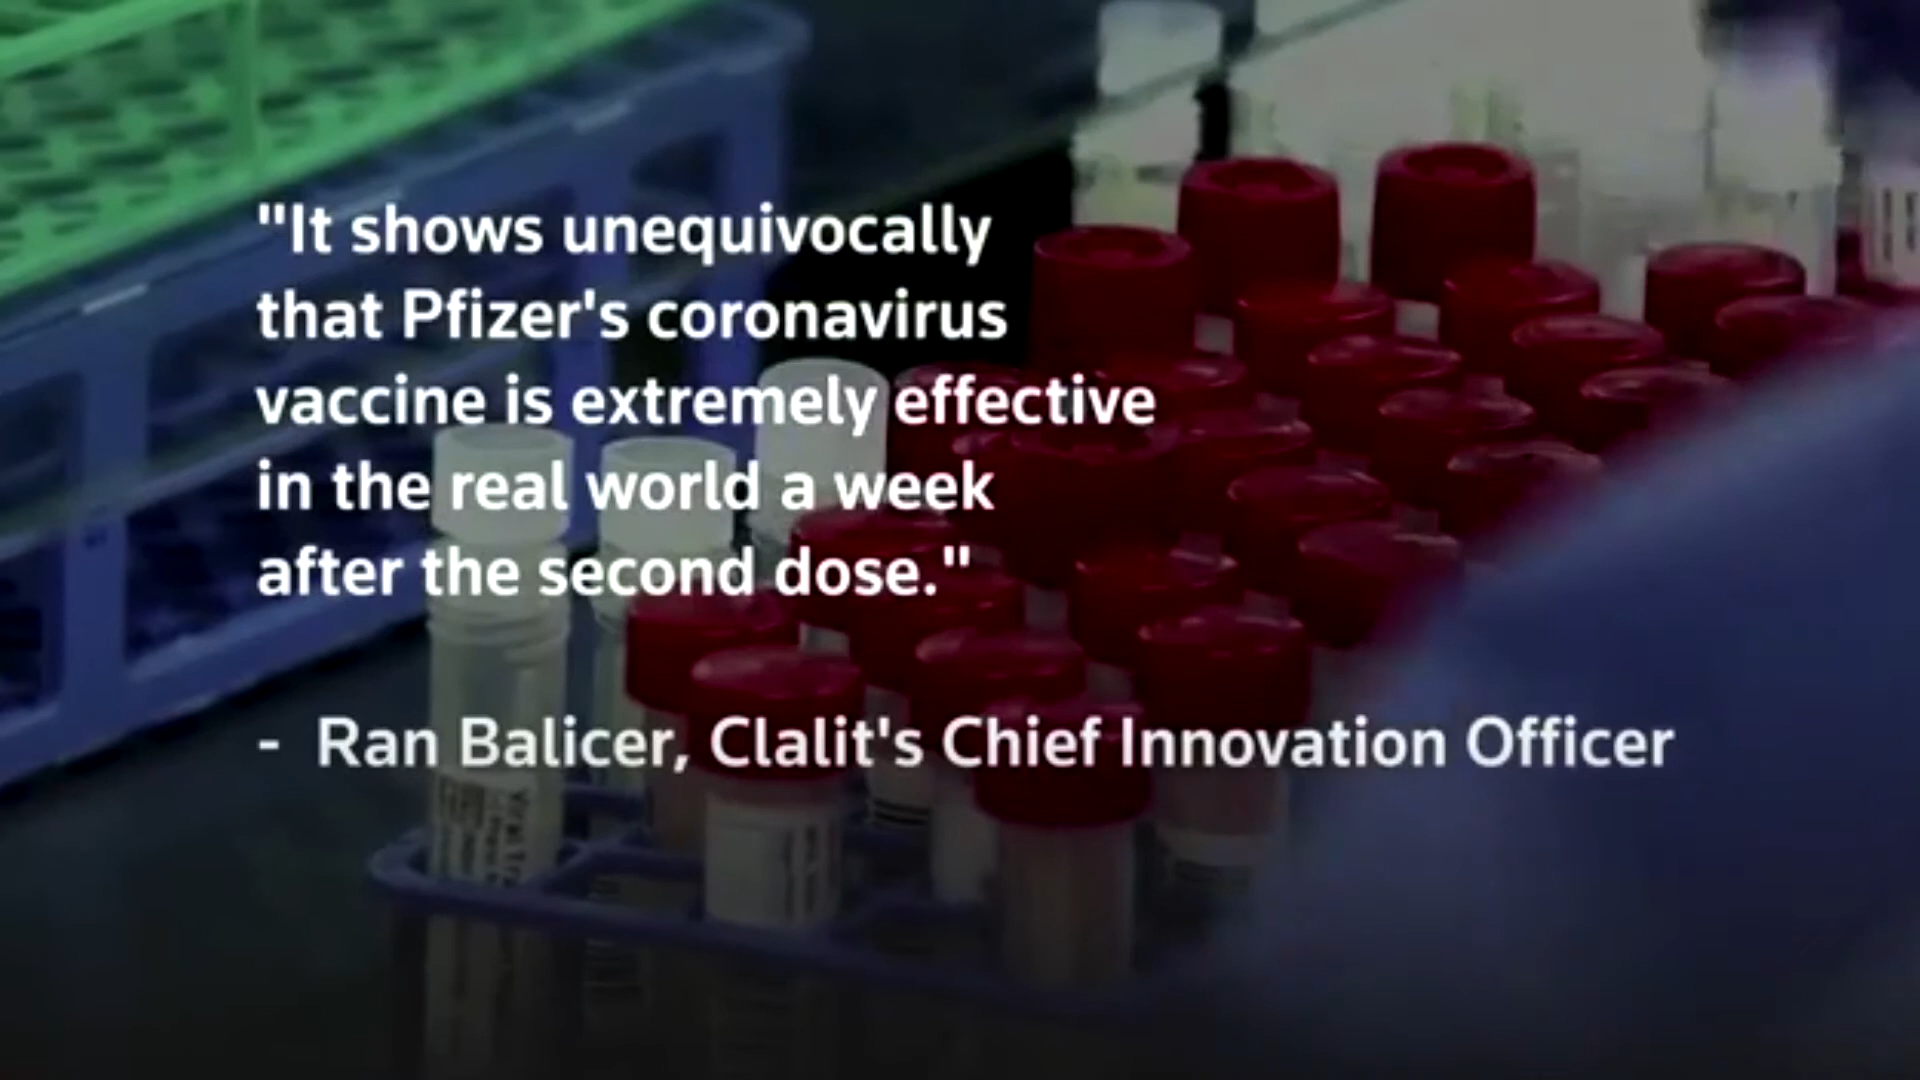 "It shows unequivocally
that Pfizer's coronavirus
vaccine is extremely effective
in the real world a week
after the second dose."
- Ran Balicer, Clalit's Chief Innovation Officer